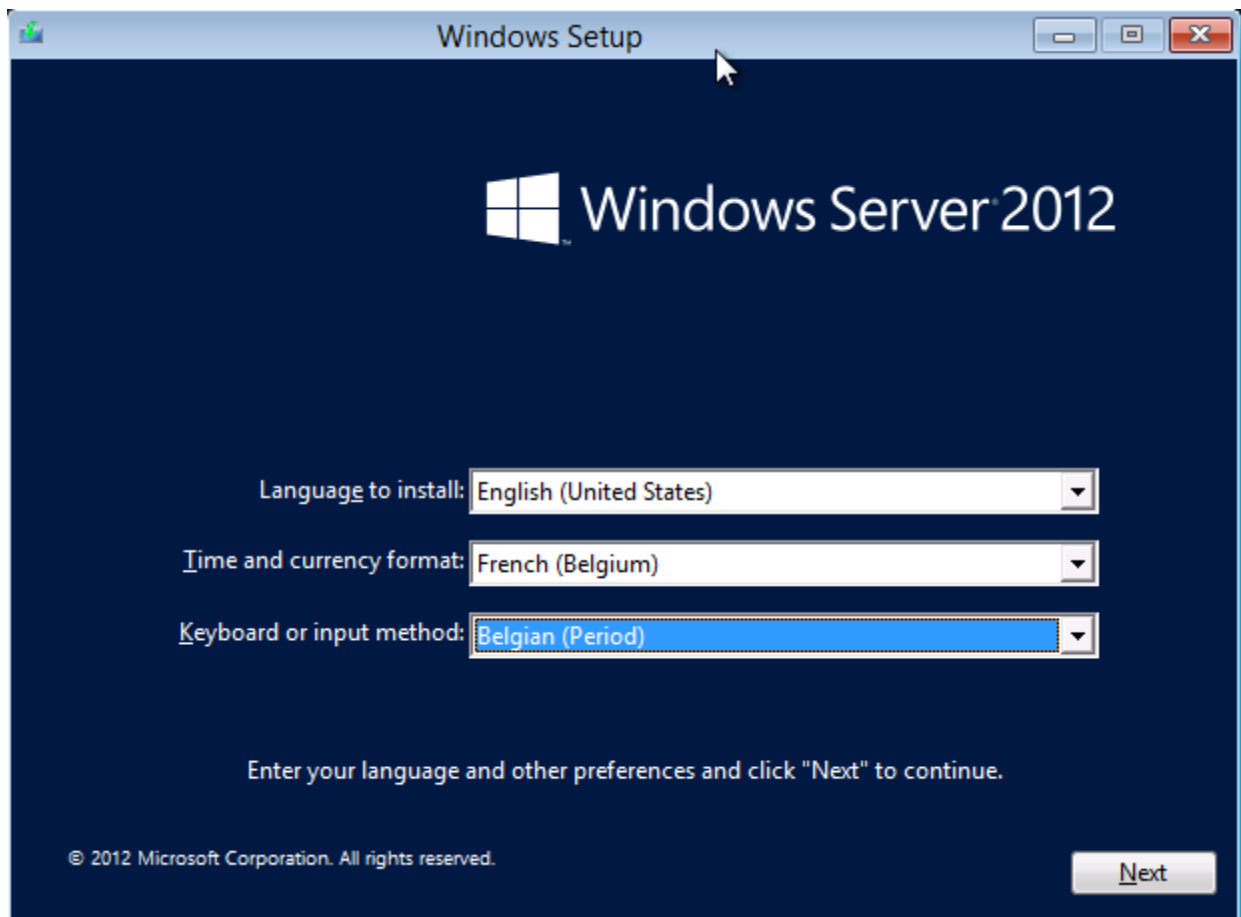 Windows Setup
Windows Server 2012
Language to install: English (United States)
Time and currency format: French (Belgium)
Keyboard or input method: Belgian (Period)
Enter your language and other preferences and click "Next" to continue.
© 2012 Microsoft Corporation. All rights reserved.
Next